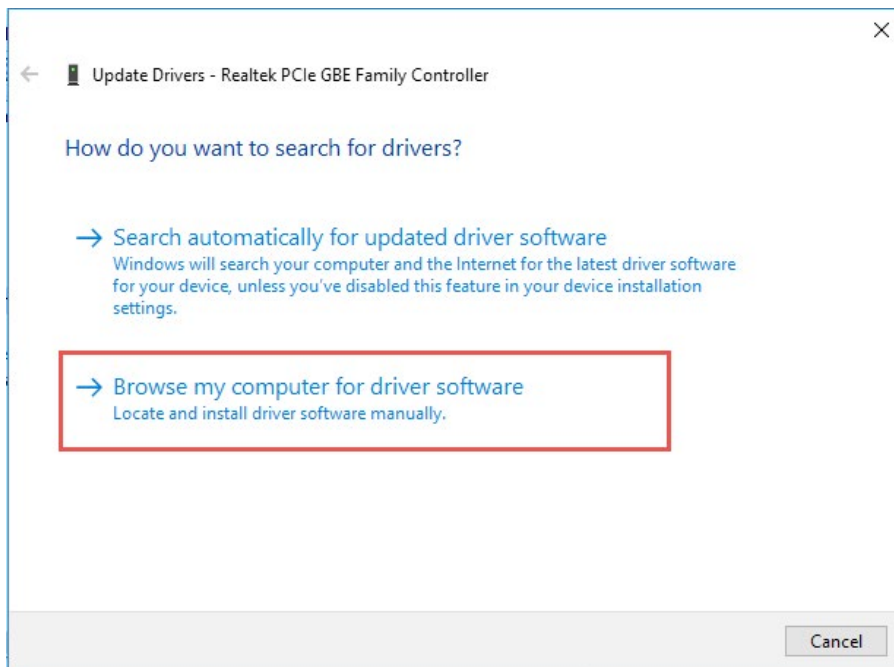 Update Drivers - Realtek PCIe GBE Family Controller
How do you want to search for drivers?
Search automatically for updated driver software
Windows will search your computer and the Internet for the latest driver software
for your device, unless you've disabled this feature in your device installation
settings.
Browse my computer for driver software
Locate and install driver software manually.
Cancel